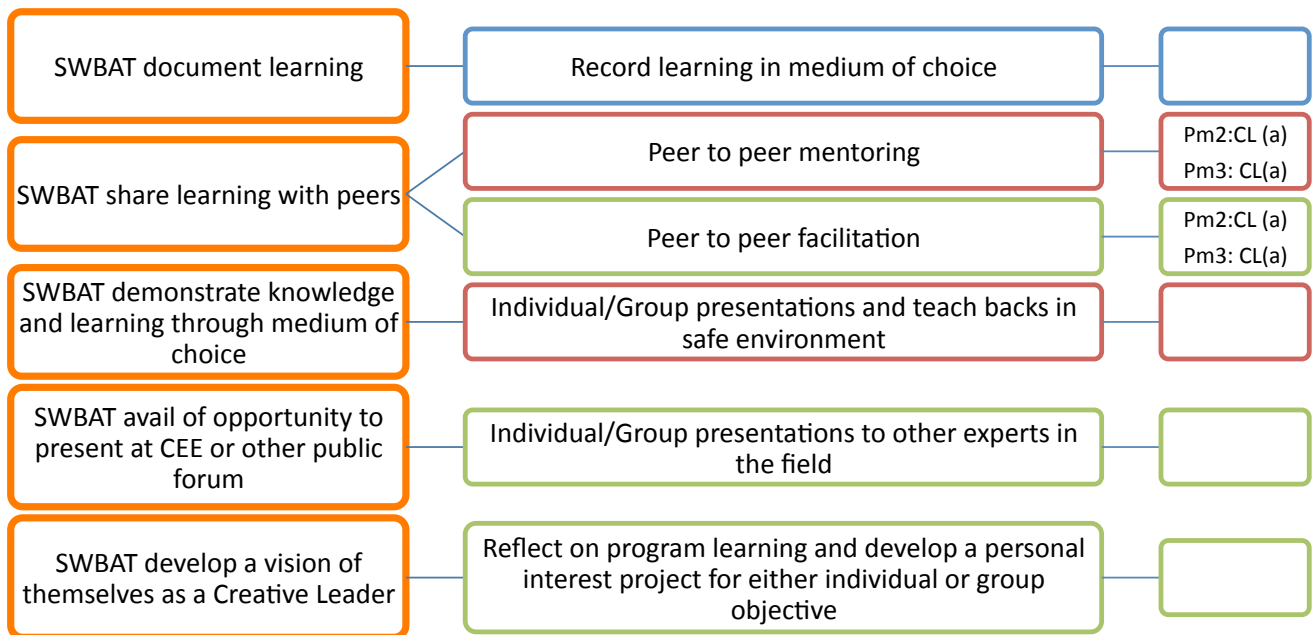 SWBAT document learning
Record learning in medium of choice
SWBAT share learning with peers
Peer to peer mentoring
Pm2:CL (a)
Pm3: CL(a)
Peer to peer facilitation
Pm2:CL (a)
Pm3: CL(a)
SWBAT demonstrate knowledge
and learning through medium of
choice
Individual/Group presentations and teach backs in
safe environment
SWBAT avail of opportunity to
present at CEE or other public
forum
Individual/Group presentations to other experts in
the field
SWBAT develop a vision of
themselves as a Creative Leader
Reflect on program learning and develop a personal
interest project for either individual or group
objective